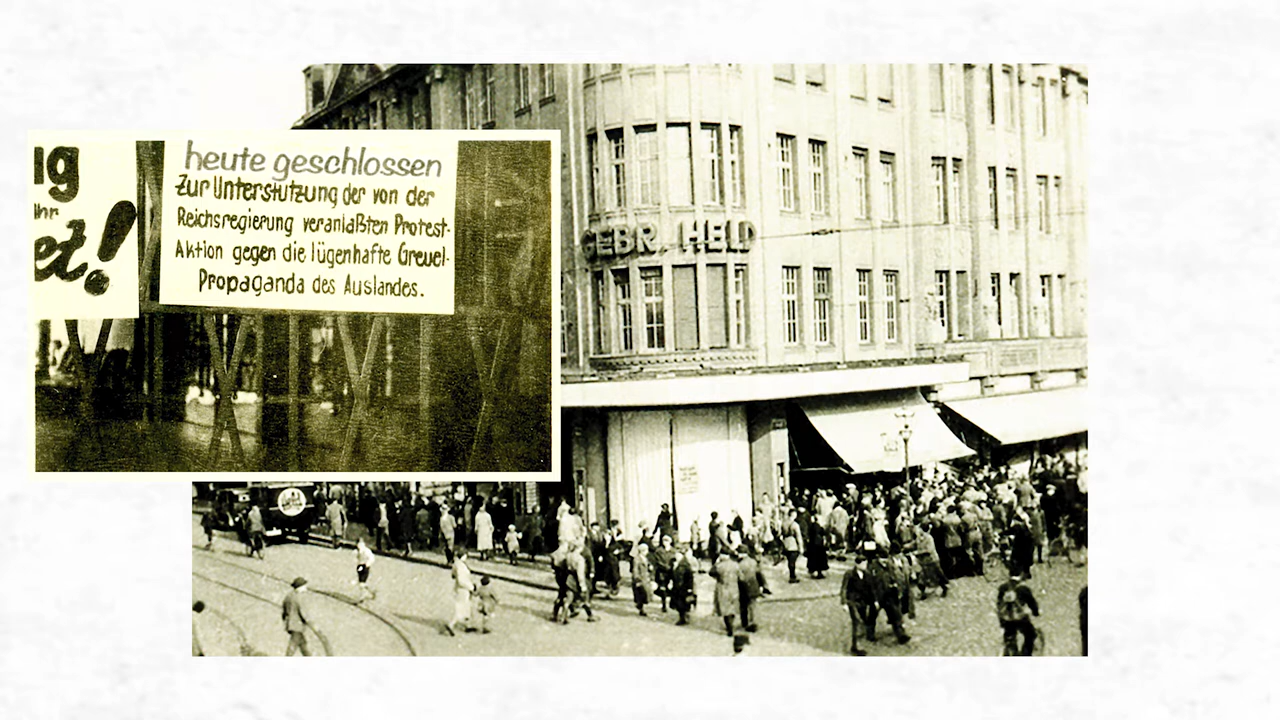 ig
Ihr
et!
heute geschlossen
Zur Unterstützung der von der
Reichsregierung veranlaßten Protest-
Aktion gegen die lügenhafte Greuel-
Propaganda des Auslandes.
GEBR. HELD